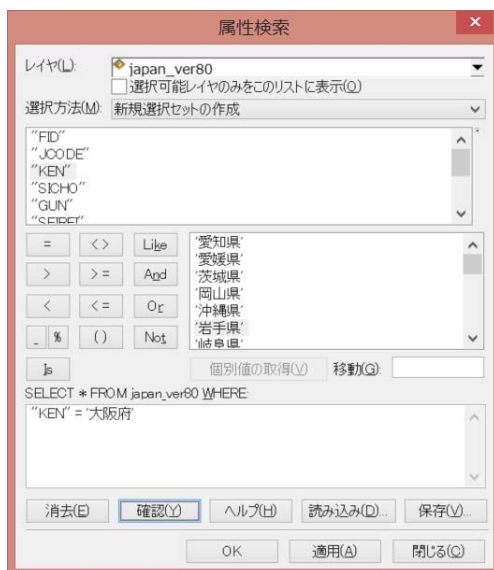 属性検索
レイヤ(L): japan_ver80
選択可能レイヤのみをこのリストに表示(O)
選択方法(M): 新規選択セットの作成
"FID"
"JCODE"
"KEN"
"SICHO"
"GUN"
"SEIREI"
= <> Like
> >= And
< <= Or
_ % () Not
Is
'愛知県'
'愛媛県'
'茨城県'
'岡山県'
'沖縄県'
'岩手県'
'岐阜県'
個別値の取得(V) 移動(G):
SELECT * FROM japan_ver80 WHERE:
"KEN" = '大阪府'
消去(E) 確認(Y) ヘルプ(H) 読み込み(D)... 保存(V)...
OK 適用(A) 閉じる(C)